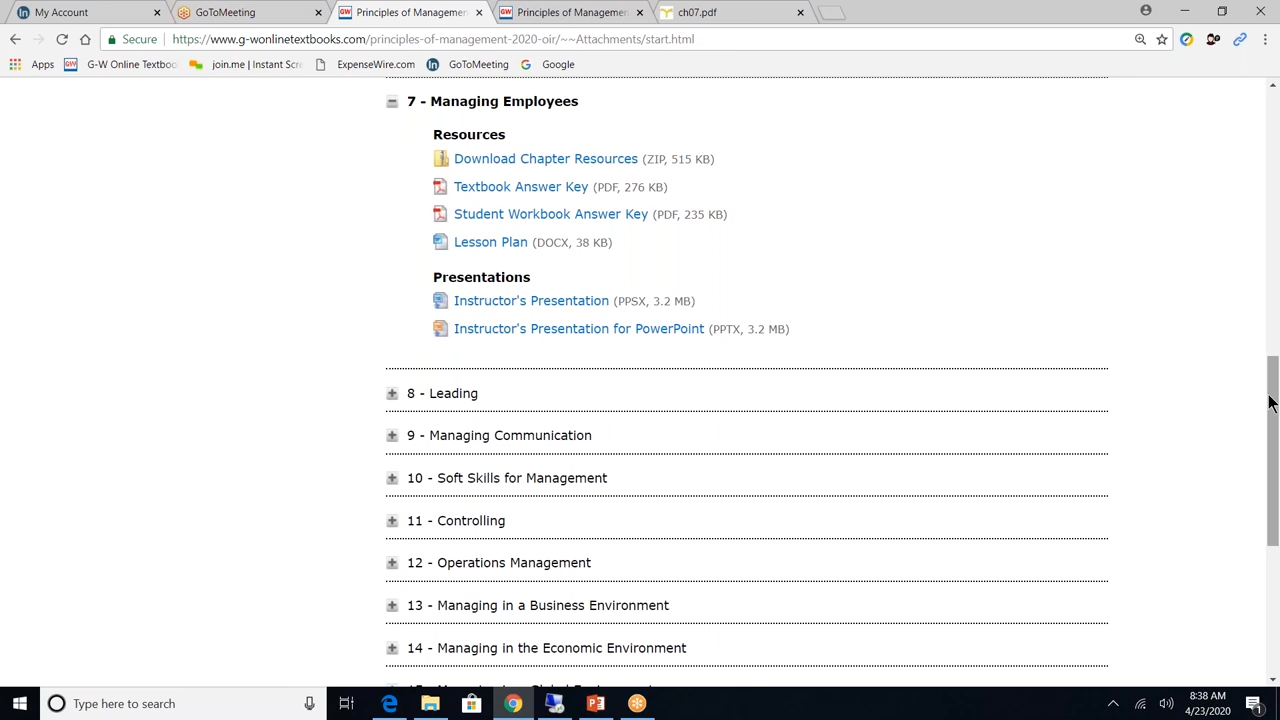 My Account
GoToMeeting
Principles of Managemen
Principles of Managemen
ch07.pdf
Secure
https://www.g-wonlinetextbooks.com/principles-of-management-2020-oir/~~Attachments/start.html
Apps
G-W Online Textboo
join.me | Instant Scr
ExpenseWire.com
GoToMeeting
Google
7 - Managing Employees
Resources
Download Chapter Resources (ZIP, 515 KB)
Textbook Answer Key (PDF, 276 KB)
Student Workbook Answer Key (PDF, 235 KB)
Lesson Plan (DOCX, 38 KB)
Presentations
Instructor's Presentation (PPSX, 3.2 MB)
Instructor's Presentation for PowerPoint (PPTX, 3.2 MB)
8 - Leading
9 - Managing Communication
10 - Soft Skills for Management
11 - Controlling
12 - Operations Management
13 - Managing in a Business Environment
14 - Managing in the Economic Environment
Type here to search
8:38 AM
4/23/2020